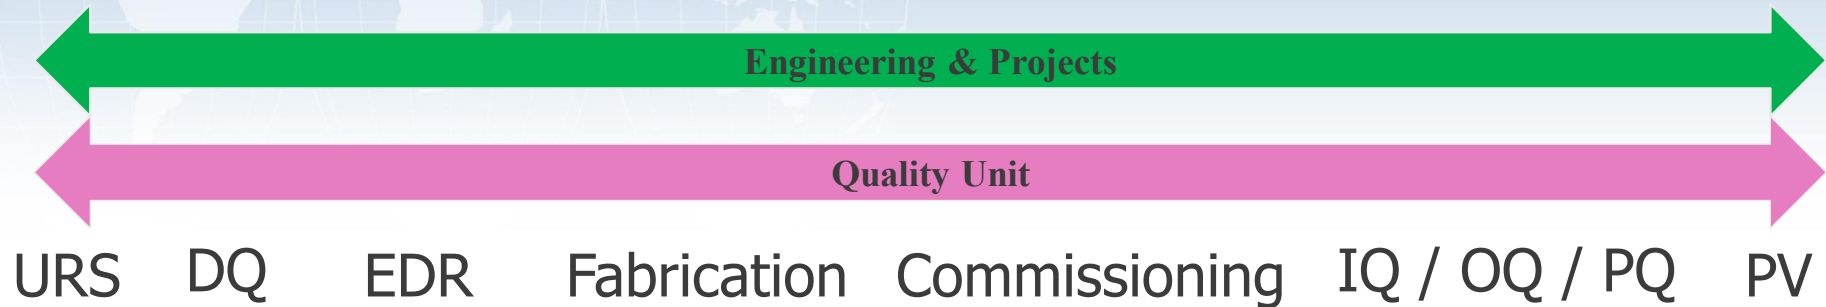 Engineering & Projects
Quality Unit
URS DQ EDR Fabrication Commissioning IQ / OQ / PQ PV